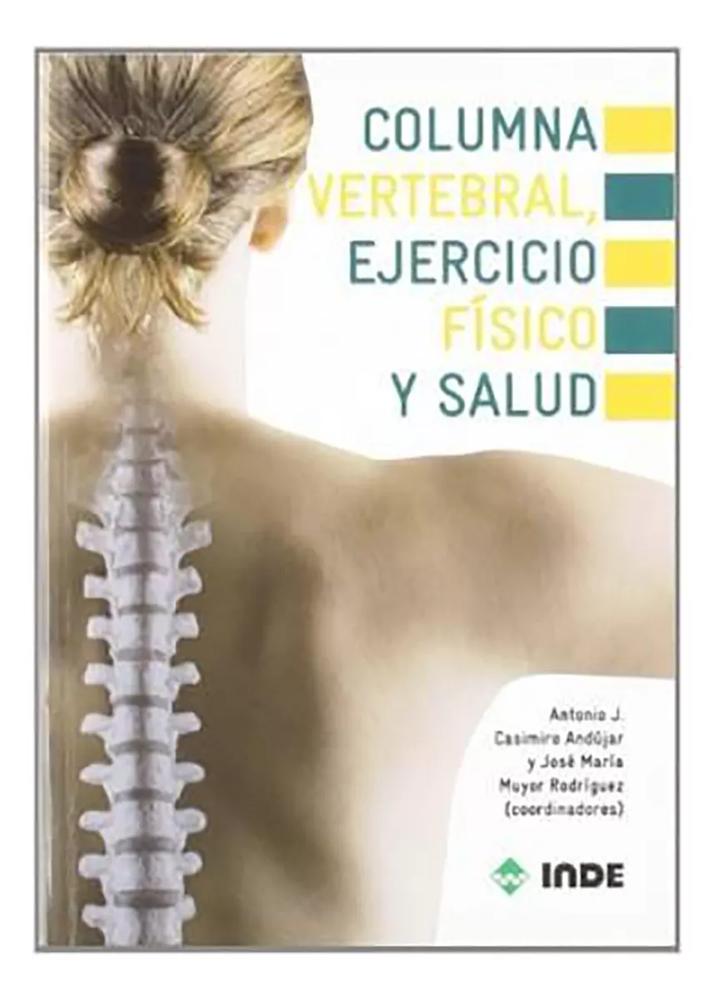 COLUMNA
VERTEBRAL,
EJERCICIO
FÍSICO
Y SALUD
Antonio J.
Casimiro Andújar
y José María
Muyor Rodríguez
(coordinadores)
INDE